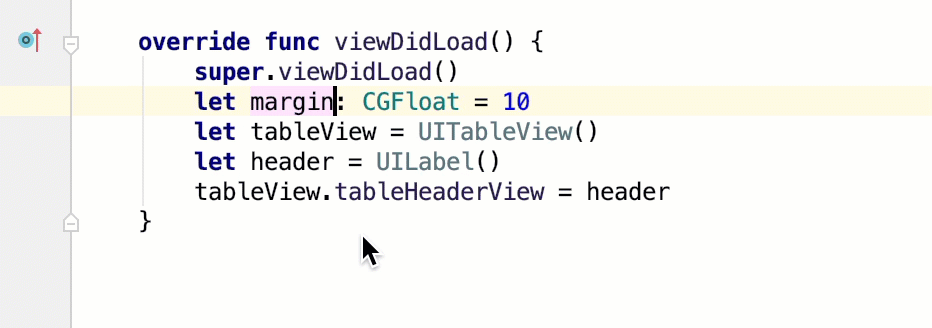 override func viewDidLoad() {
    super.viewDidLoad()
    let margin: CGFloat = 10
    let tableView = UITableView()
    let header = UILabel()
    tableView.tableHeaderView = header
}